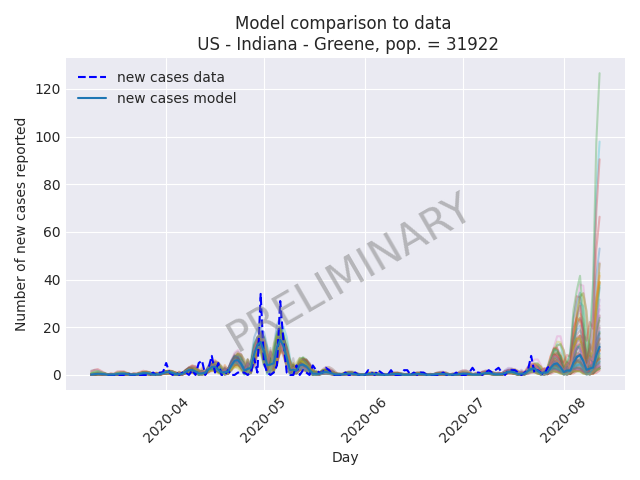 Model comparison to data
US - Indiana - Greene, pop. = 31922
new cases data
new cases model
PRELIMINARY
Number of new cases reported
120
100
80
60
40
20
0
2020-04
2020-05
2020-06
2020-07
2020-08
Day